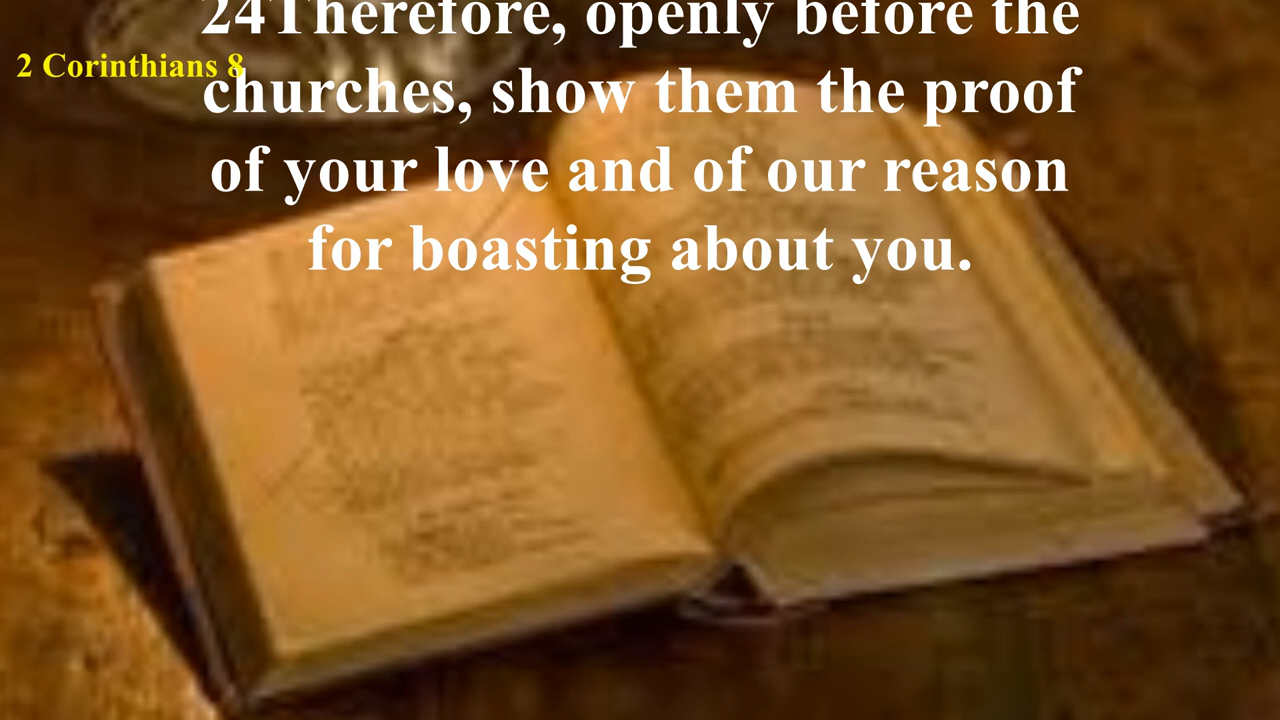 24Therefore, openly before the
2 Corinthians 8
churches, show them the proof
of your love and of our reason
for boasting about you.